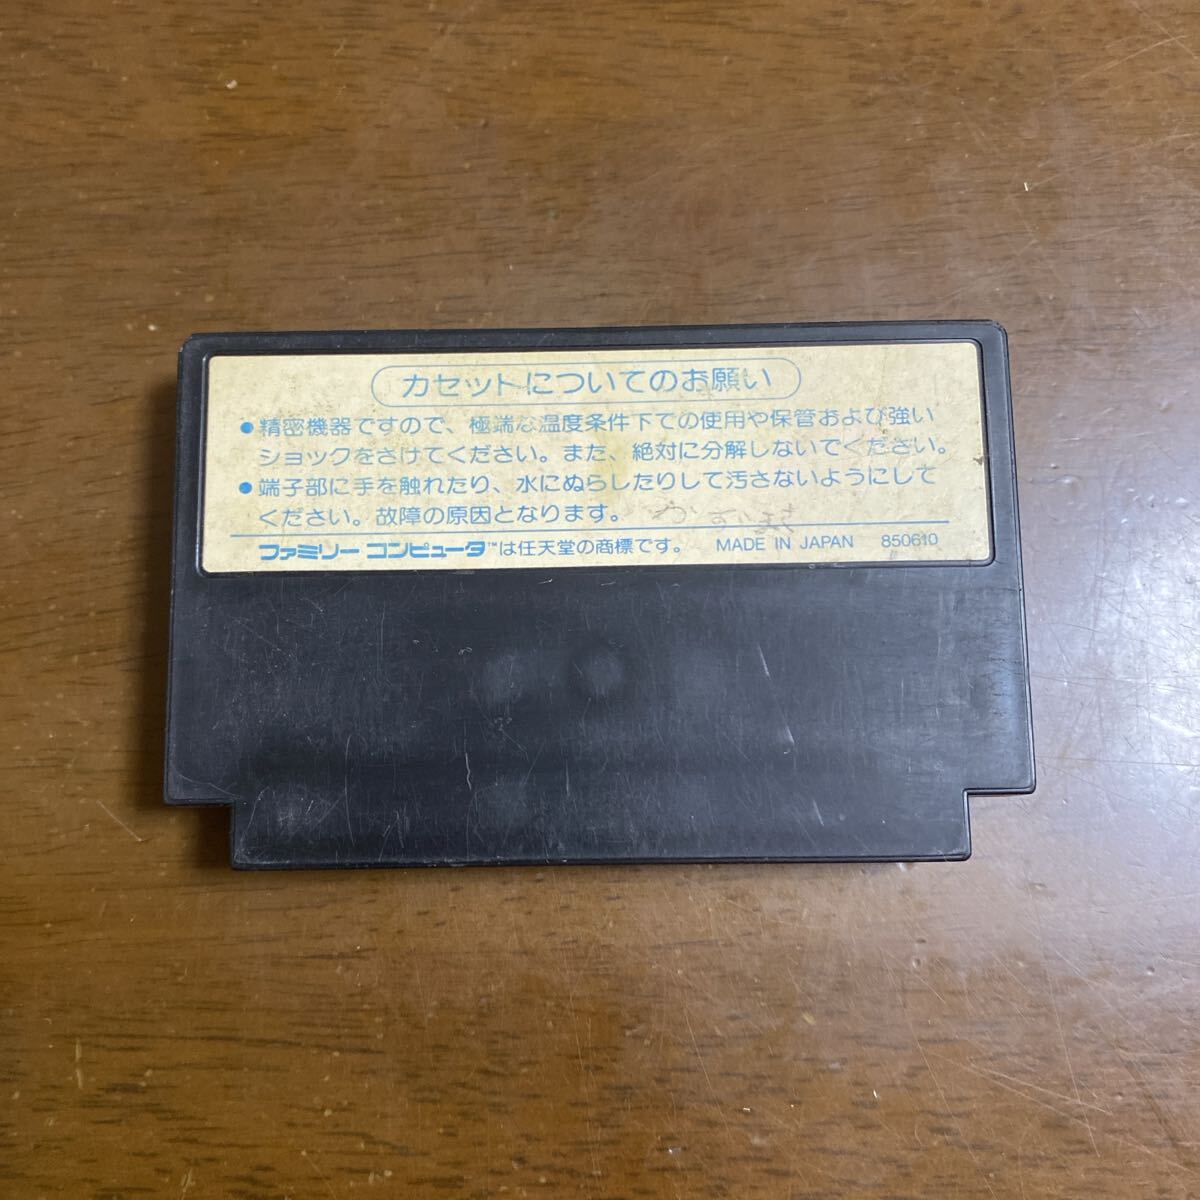 カセットについてのお願い
●精密機器ですので、極端な温度条件下での使用や保管および強い
ショックをさけてください。また、絶対に分解しないでください。
●端子部に手を触れたり、水にぬらしたりして汚さないようにして
ください。故障の原因となります。
ファミリー コンピュータ™は任天堂の商標です。 MADE IN JAPAN 850610